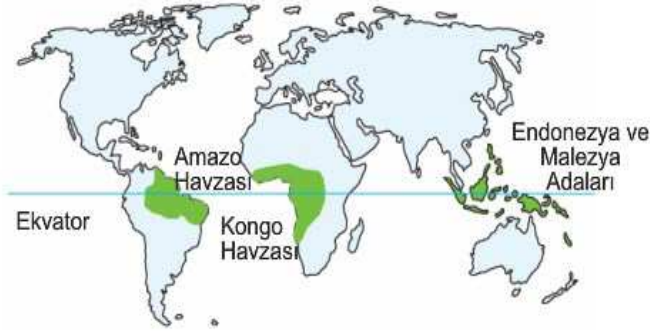 Amazo
Havzası
Ekvator
Kongo
Havzası
Endonezya ve
Malezya
Adaları